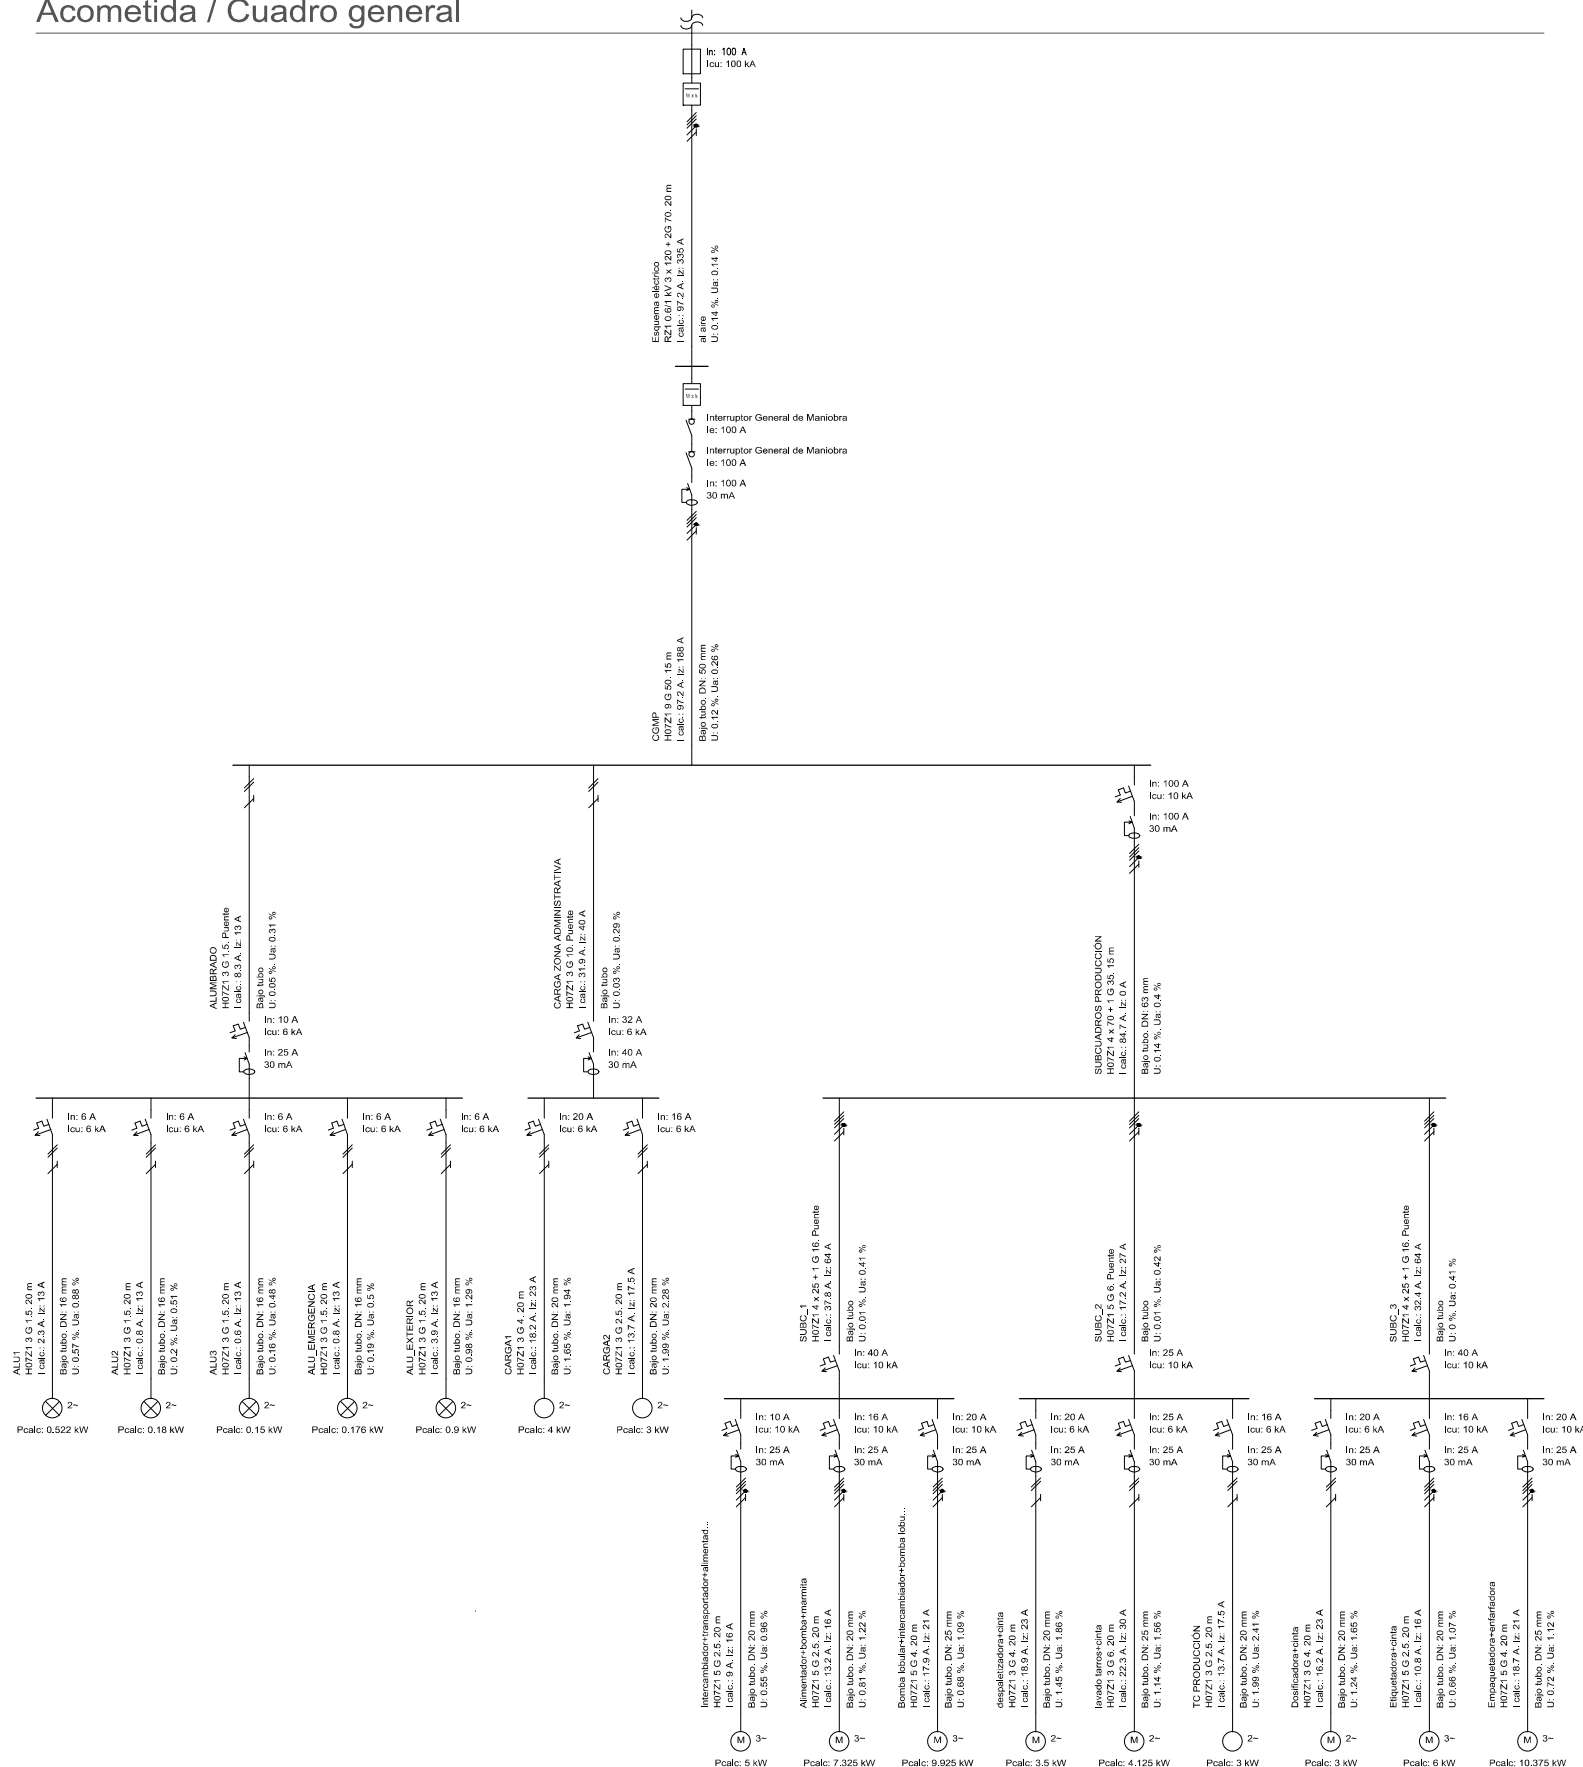 Acometida / Cuadro general
In: 100 A
Icu: 100 kA
W x h
Esquema eléctrico
RZ1 0.6/1 kV 3 x 120 + 2G 70. 20 m
I calc.: 97.2 A. Iz: 335 A
al aire
U: 0.14 %. Ua: 0.14 %
W x h
Interruptor General de Maniobra
Ie: 100 A
Interruptor General de Maniobra
Ie: 100 A
In: 100 A
30 mA
CGMP
H07Z1 9 G 50. 15 m
I calc.: 97.2 A. Iz: 188 A
Bajo tubo. DN: 50 mm
U: 0.12 %. Ua: 0.26 %
ALUMBRADO
H07Z1 3 G 1.5. Puente
I calc.: 8.3 A. Iz: 13 A
Bajo tubo
U: 0.05 %. Ua: 0.31 %
In: 10 A
Icu: 6 kA
In: 25 A
30 mA
CARGA ZONA ADMINISTRATIVA
H07Z1 3 G 10. Puente
I calc.: 31.9 A. Iz: 40 A
Bajo tubo
U: 0.03 %. Ua: 0.29 %
In: 32 A
Icu: 6 kA
In: 40 A
30 mA
In: 100 A
Icu: 10 kA
In: 100 A
30 mA
SUBCUADROS PRODUCCIÓN
H07Z1 4 x 70 + 1 G 35. 15 m
I calc.: 84.7 A. Iz: 0 A
Bajo tubo. DN: 63 mm
U: 0.14 %. Ua: 0.4 %
In: 6 A
Icu: 6 kA
ALU1
H07Z1 3 G 1.5. 20 m
I calc.: 2.3 A. Iz: 13 A
Bajo tubo. DN: 16 mm
U: 0.57 %. Ua: 0.88 %
2~
Pcalc: 0.522 kW
In: 6 A
Icu: 6 kA
ALU2
H07Z1 3 G 1.5. 20 m
I calc.: 0.8 A. Iz: 13 A
Bajo tubo. DN: 16 mm
U: 0.2 %. Ua: 0.51 %
2~
Pcalc: 0.18 kW
In: 6 A
Icu: 6 kA
ALU3
H07Z1 3 G 1.5. 20 m
I calc.: 0.6 A. Iz: 13 A
Bajo tubo. DN: 16 mm
U: 0.16 %. Ua: 0.48 %
2~
Pcalc: 0.15 kW
In: 6 A
Icu: 6 kA
ALU_EMERGENCIA
H07Z1 3 G 1.5. 20 m
I calc.: 0.8 A. Iz: 13 A
Bajo tubo. DN: 16 mm
U: 0.19 %. Ua: 0.5 %
2~
Pcalc: 0.176 kW
In: 6 A
Icu: 6 kA
ALU_EXTERIOR
H07Z1 3 G 1.5. 20 m
I calc.: 3.9 A. Iz: 13 A
Bajo tubo. DN: 16 mm
U: 0.98 %. Ua: 1.29 %
2~
Pcalc: 0.9 kW
In: 20 A
Icu: 6 kA
CARGA1
H07Z1 3 G 4. 20 m
I calc.: 18.2 A. Iz: 23 A
Bajo tubo. DN: 20 mm
U: 1.65 %. Ua: 1.94 %
2~
Pcalc: 4 kW
In: 16 A
Icu: 6 kA
CARGA2
H07Z1 3 G 2.5. 20 m
I calc.: 13.7 A. Iz: 17.5 A
Bajo tubo. DN: 20 mm
U: 1.99 %. Ua: 2.28 %
2~
Pcalc: 3 kW
SUBC_1
H07Z1 4 x 25 + 1 G 16. Puente
I calc.: 37.8 A. Iz: 64 A
Bajo tubo
U: 0.01 %. Ua: 0.41 %
In: 40 A
Icu: 10 kA
SUBC_2
H07Z1 5 G 6. Puente
I calc.: 17.2 A. Iz: 27 A
Bajo tubo
U: 0.01 %. Ua: 0.42 %
In: 25 A
Icu: 10 kA
SUBC_3
H07Z1 4 x 25 + 1 G 16. Puente
I calc.: 32.4 A. Iz: 64 A
Bajo tubo
U: 0 %. Ua: 0.41 %
In: 40 A
Icu: 10 kA
In: 10 A
Icu: 10 kA
In: 25 A
30 mA
Intercambiador+transportador+alimentad...
H07Z1 5 G 2.5. 20 m
I calc.: 9 A. Iz: 16 A
Bajo tubo. DN: 20 mm
U: 0.55 %. Ua: 0.96 %
M 3~
Pcalc: 5 kW
In: 16 A
Icu: 10 kA
In: 25 A
30 mA
Alimentador+bomba+marmita
H07Z1 5 G 2.5. 20 m
I calc.: 13.2 A. Iz: 16 A
Bajo tubo. DN: 20 mm
U: 0.81 %. Ua: 1.22 %
M 3~
Pcalc: 7.325 kW
In: 20 A
Icu: 10 kA
In: 25 A
30 mA
Bomba lobular+intercambiador+bomba lobu...
H07Z1 5 G 4. 20 m
I calc.: 17.9 A. Iz: 21 A
Bajo tubo. DN: 25 mm
U: 0.68 %. Ua: 1.09 %
M 3~
Pcalc: 9.925 kW
In: 20 A
Icu: 6 kA
In: 25 A
30 mA
despaletizadora+cinta
H07Z1 3 G 4. 20 m
I calc.: 18.9 A. Iz: 23 A
Bajo tubo. DN: 20 mm
U: 1.45 %. Ua: 1.86 %
M 2~
Pcalc: 3.5 kW
In: 25 A
Icu: 6 kA
In: 25 A
30 mA
lavado tarros+cinta
H07Z1 3 G 6. 20 m
I calc.: 22.3 A. Iz: 30 A
Bajo tubo. DN: 25 mm
U: 1.14 %. Ua: 1.56 %
M 2~
Pcalc: 4.125 kW
In: 16 A
Icu: 6 kA
In: 25 A
30 mA
TC PRODUCCIÓN
H07Z1 3 G 2.5. 20 m
I calc.: 13.7 A. Iz: 17.5 A
Bajo tubo. DN: 20 mm
U: 1.99 %. Ua: 2.41 %
2~
Pcalc: 3 kW
In: 20 A
Icu: 6 kA
In: 25 A
30 mA
Dosificadora+cinta
H07Z1 3 G 4. 20 m
I calc.: 16.2 A. Iz: 23 A
Bajo tubo. DN: 20 mm
U: 1.24 %. Ua: 1.65 %
M 2~
Pcalc: 3 kW
In: 16 A
Icu: 10 kA
In: 25 A
30 mA
Etiquetadora+cinta
H07Z1 5 G 2.5. 20 m
I calc.: 10.8 A. Iz: 16 A
Bajo tubo. DN: 20 mm
U: 0.66 %. Ua: 1.07 %
M 3~
Pcalc: 6 kW
In: 20 A
Icu: 10 kA
In: 25 A
30 mA
Empaquetadora+enfarfadora
H07Z1 5 G 4. 20 m
I calc.: 18.7 A. Iz: 21 A
Bajo tubo. DN: 25 mm
U: 0.72 %. Ua: 1.12 %
M 3~
Pcalc: 10.375 kW